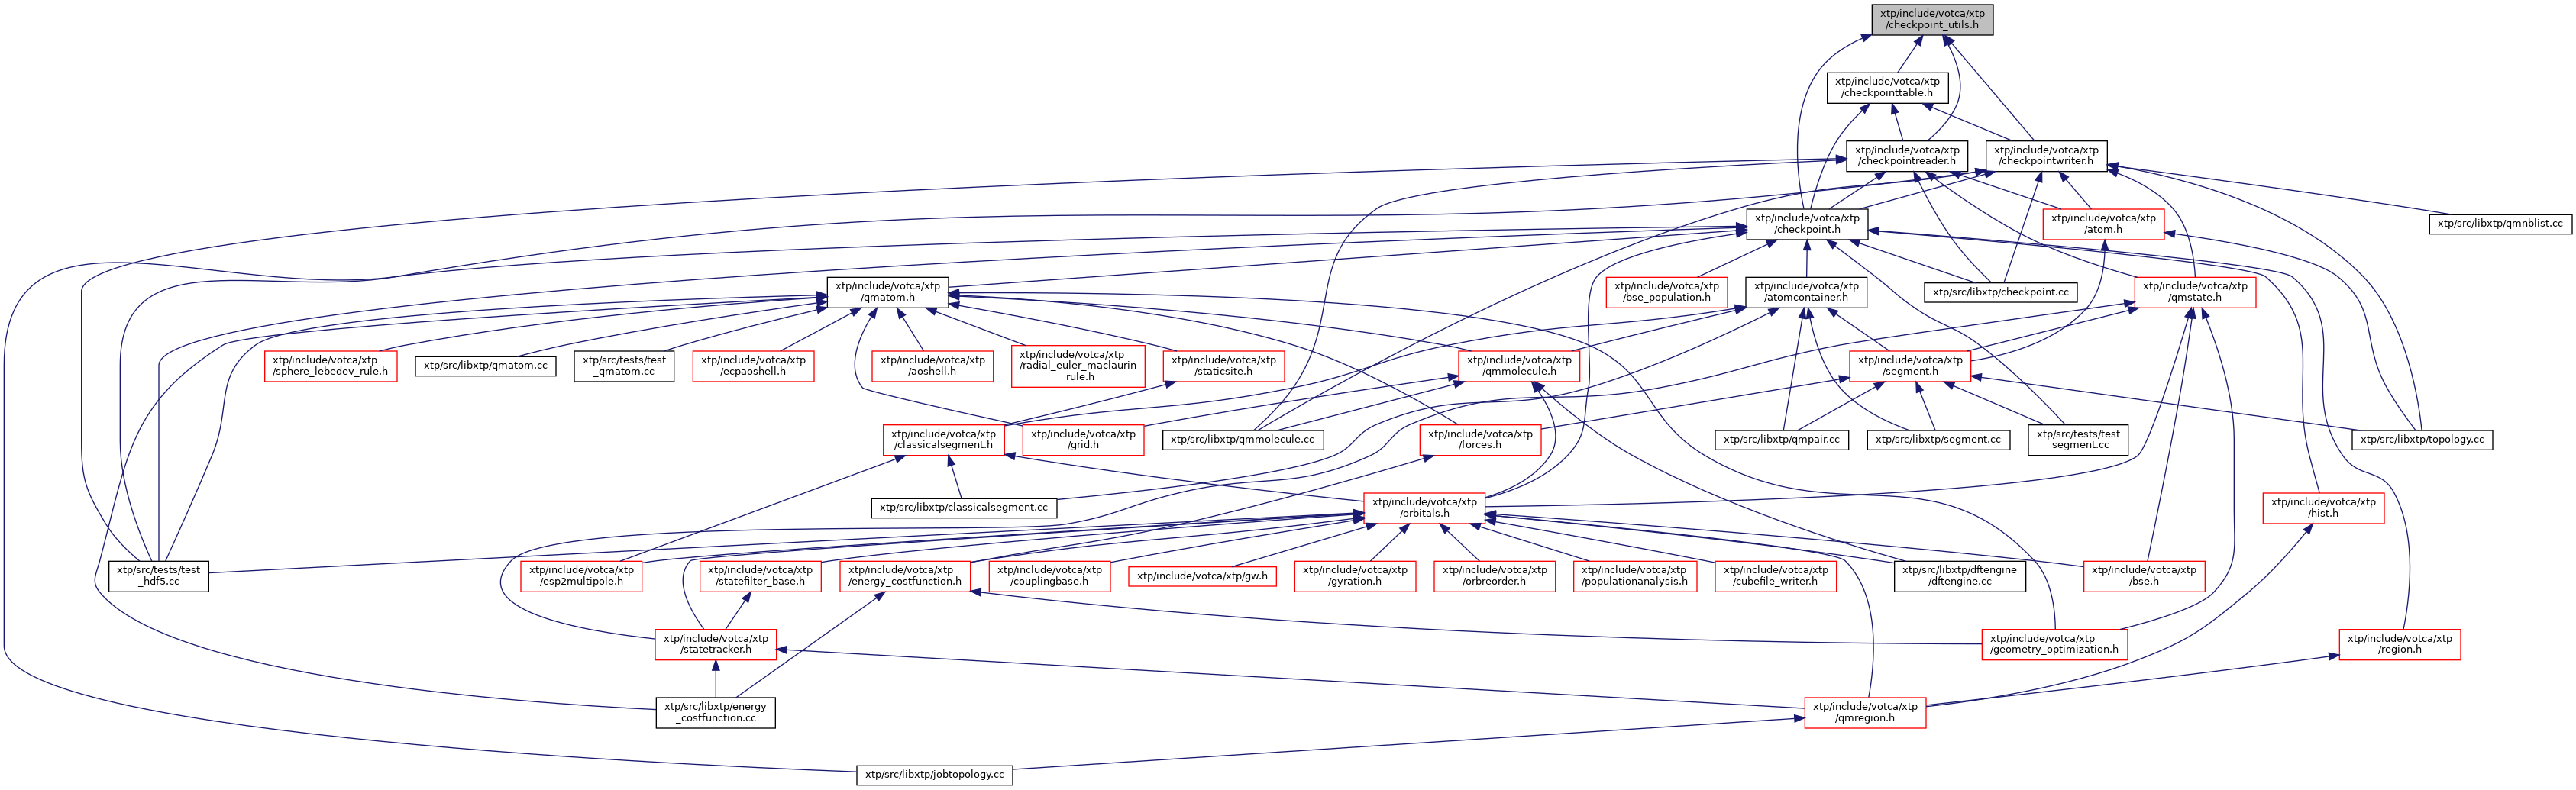 xtp/include/votca/xtp
/checkpoint_utils.h
xtp/include/votca/xtp
/checkpointtable.h
xtp/include/votca/xtp
/checkpointreader.h
xtp/include/votca/xtp
/checkpointwriter.h
xtp/include/votca/xtp
/checkpoint.h
xtp/include/votca/xtp
/atom.h
xtp/src/libxtp/qmnblist.cc
xtp/include/votca/xtp
/qmatom.h
xtp/include/votca/xtp
/bse_population.h
xtp/include/votca/xtp
/atomcontainer.h
xtp/src/libxtp/checkpoint.cc
xtp/include/votca/xtp
/qmstate.h
xtp/include/votca/xtp
/sphere_lebedev_rule.h
xtp/src/libxtp/qmatom.cc
xtp/src/tests/test
_qmatom.cc
xtp/include/votca/xtp
/ecpaoshell.h
xtp/include/votca/xtp
/aoshell.h
xtp/include/votca/xtp
/radial_euler_maclaurin
_rule.h
xtp/include/votca/xtp
/staticsite.h
xtp/include/votca/xtp
/qmmolecule.h
xtp/include/votca/xtp
/segment.h
xtp/include/votca/xtp
/classicalsegment.h
xtp/include/votca/xtp
/grid.h
xtp/src/libxtp/qmmolecule.cc
xtp/include/votca/xtp
/forces.h
xtp/src/libxtp/qmpair.cc
xtp/src/libxtp/segment.cc
xtp/src/tests/test
_segment.cc
xtp/src/libxtp/topology.cc
xtp/src/libxtp/classicalsegment.cc
xtp/include/votca/xtp
/orbitals.h
xtp/include/votca/xtp
/hist.h
xtp/src/tests/test
_hdf5.cc
xtp/include/votca/xtp
/esp2multipole.h
xtp/include/votca/xtp
/statefilter_base.h
xtp/include/votca/xtp
/energy_costfunction.h
xtp/include/votca/xtp
/couplingbase.h
xtp/include/votca/xtp/gw.h
xtp/include/votca/xtp
/gyration.h
xtp/include/votca/xtp
/orbreorder.h
xtp/include/votca/xtp
/populationanalysis.h
xtp/include/votca/xtp
/cubefile_writer.h
xtp/src/libxtp/dftengine
/dftengine.cc
xtp/include/votca/xtp
/bse.h
xtp/include/votca/xtp
/statetracker.h
xtp/include/votca/xtp
/geometry_optimization.h
xtp/include/votca/xtp
/region.h
xtp/src/libxtp/energy
_costfunction.cc
xtp/include/votca/xtp
/qmregion.h
xtp/src/libxtp/jobtopology.cc